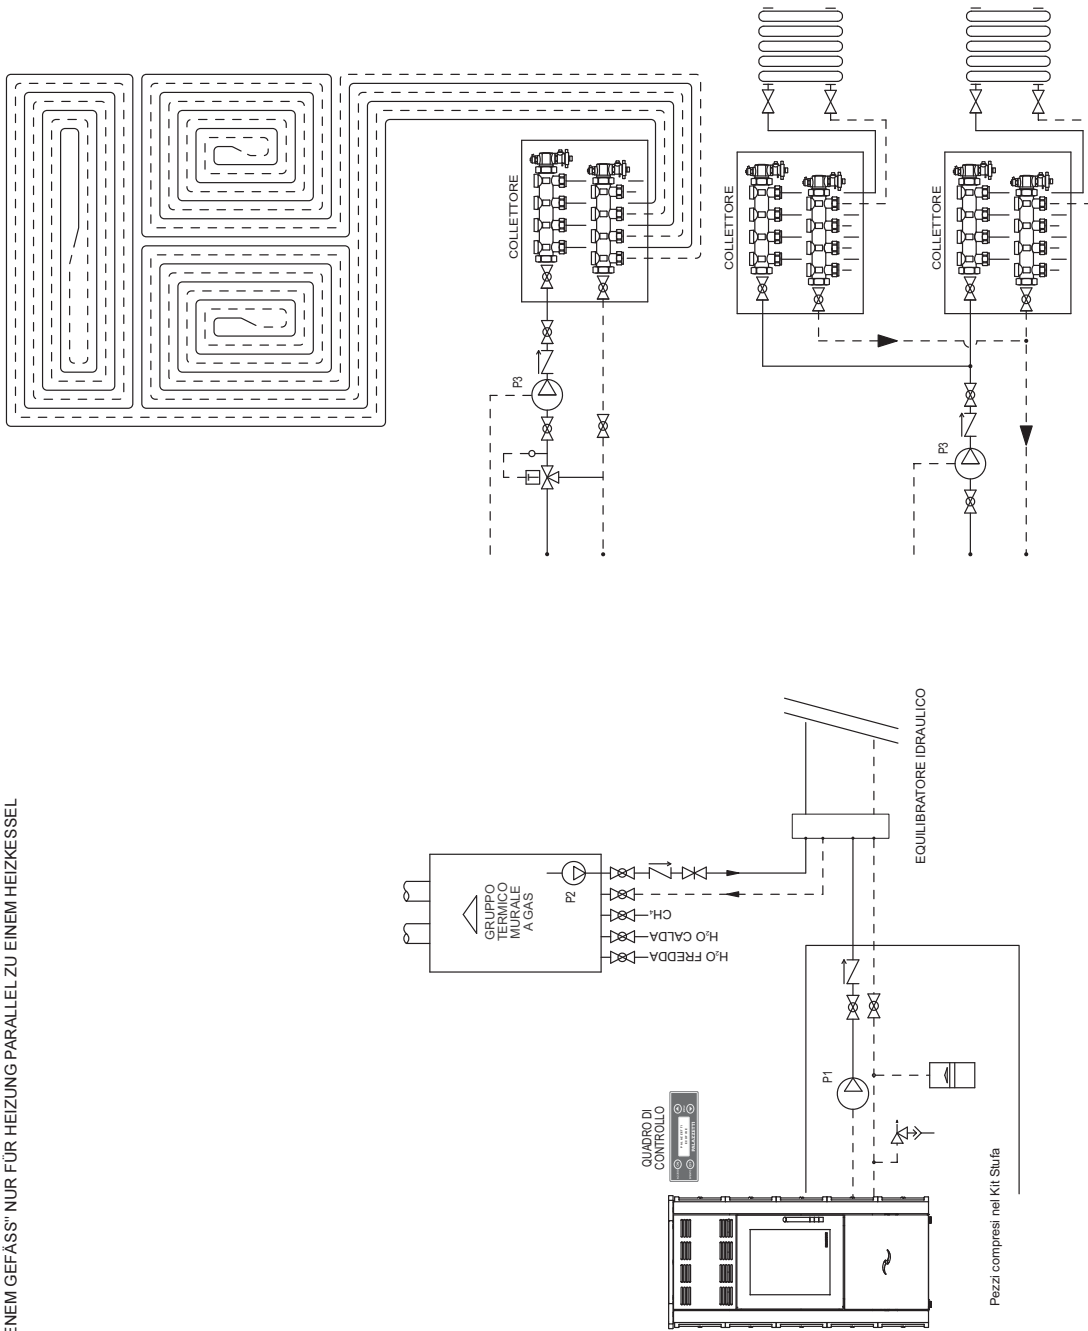 ENEM GEFÄSS" NUR FÜR HEIZUNG PARALLEL ZU EINEM HEIZKESSEL
COLLETTORE
COLLETTORE
COLLETTORE
P3
P3
T
EQUILIBRATORE IDRAULICO
GRUPPO
TERMICO
MURALE
A GAS
P2
CH₄
H₂O CALDA
H₂O FREDDA
P1
QUADRO DI
CONTROLLO
Pezzi compresi nel Kit Stufa